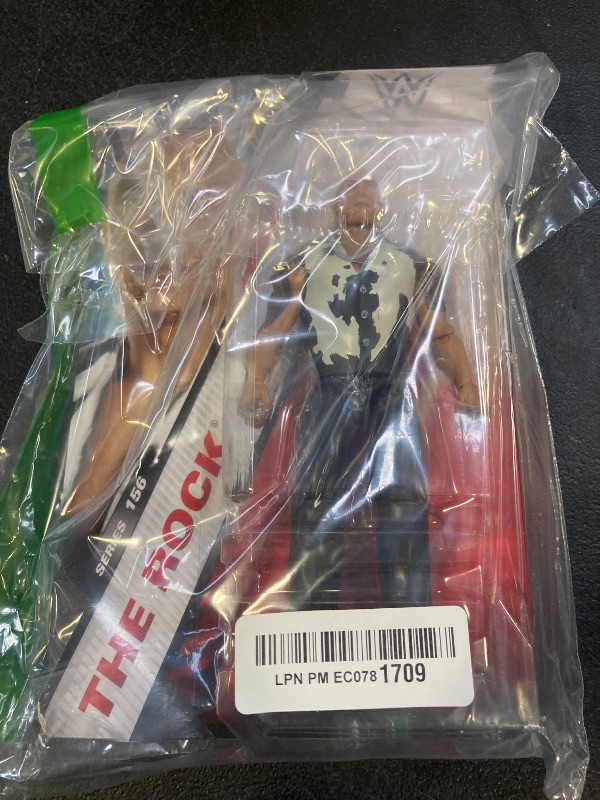 W
SERIES 156
THE ROCK®
LPN PM EC078 1709